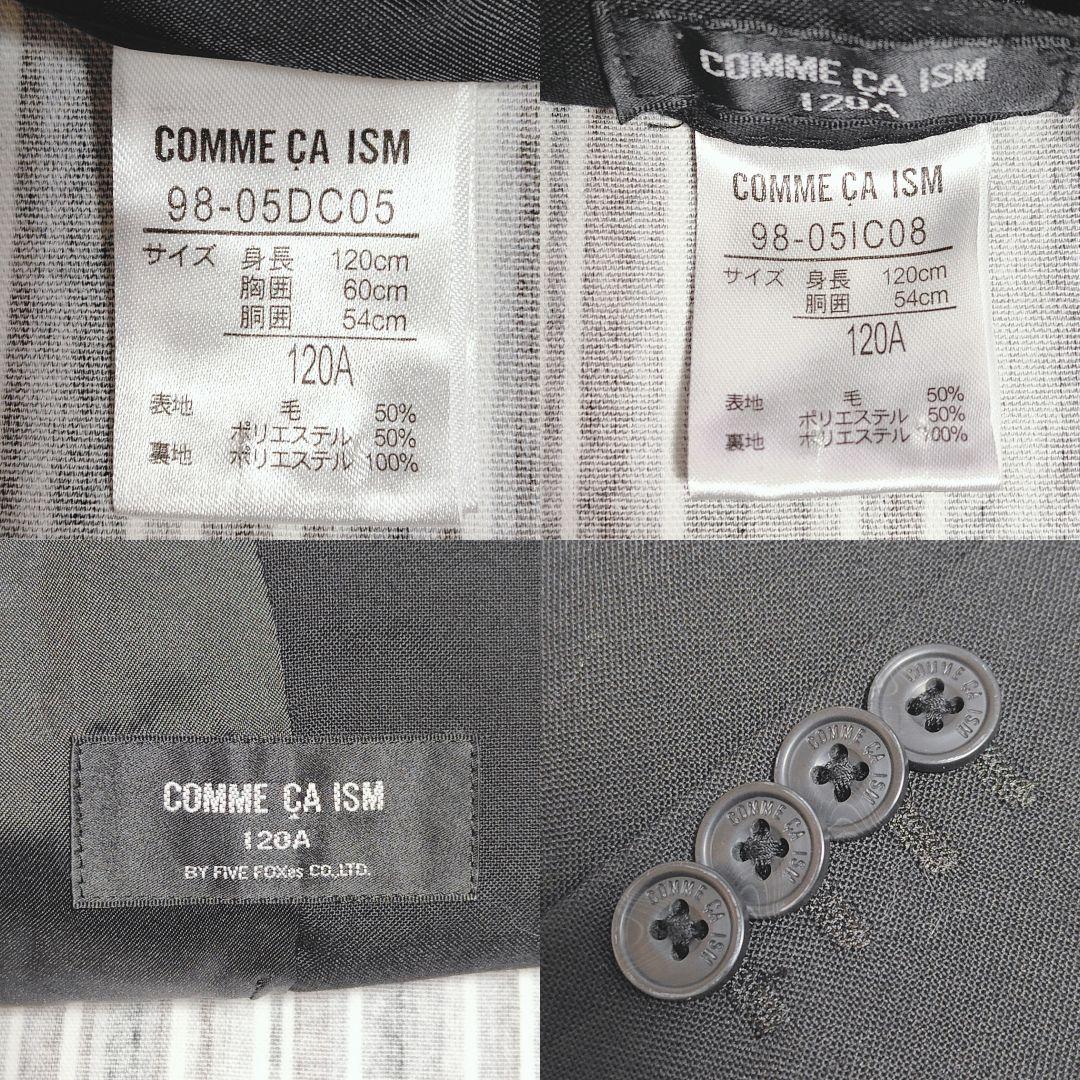 COMME ÇA ISM
98-05DC05
サイズ 身長 120cm
胸囲 60cm
胴囲 54cm
120A
表地 毛 50%
ポリエステル 50%
裏地 ポリエステル 100%
COMME ÇA ISM
120A
COMME ÇA ISM
98-05IC08
サイズ 身長 120cm
胴囲 54cm
120A
表地 毛 50%
ポリエステル 50%
裏地 ポリエステル 100%
COMME ÇA ISM
120A
BY FIVE FOXes CO.,LTD.
COMME ÇA ISM
COMME ÇA ISM
COMME ÇA ISM
COMME ÇA ISM